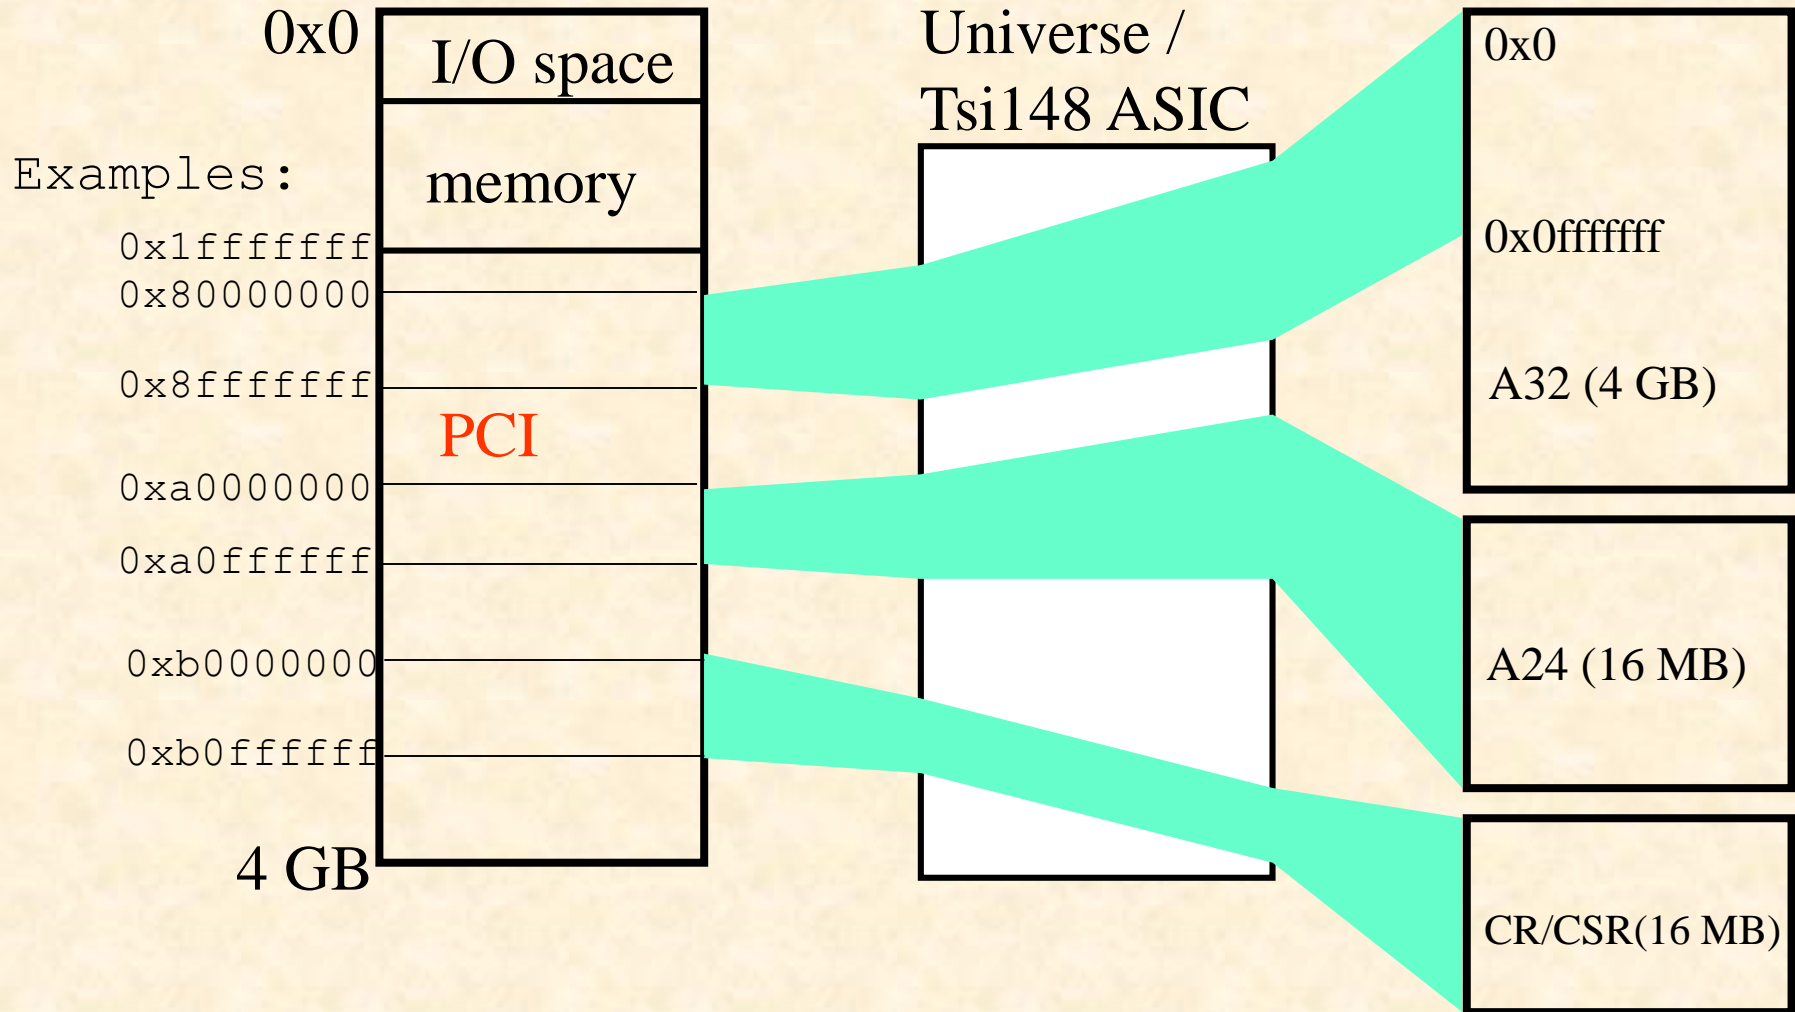 0x0
I/O space
memory
Examples:
0x1fffffff
0x80000000
0x8fffffff
PCI
0xa0000000
0xa0ffffff
0xb0000000
0xb0ffffff
4 GB
Universe /
Tsi148 ASIC
0x0
0x0fffffff
A32 (4 GB)
A24 (16 MB)
CR/CSR(16 MB)